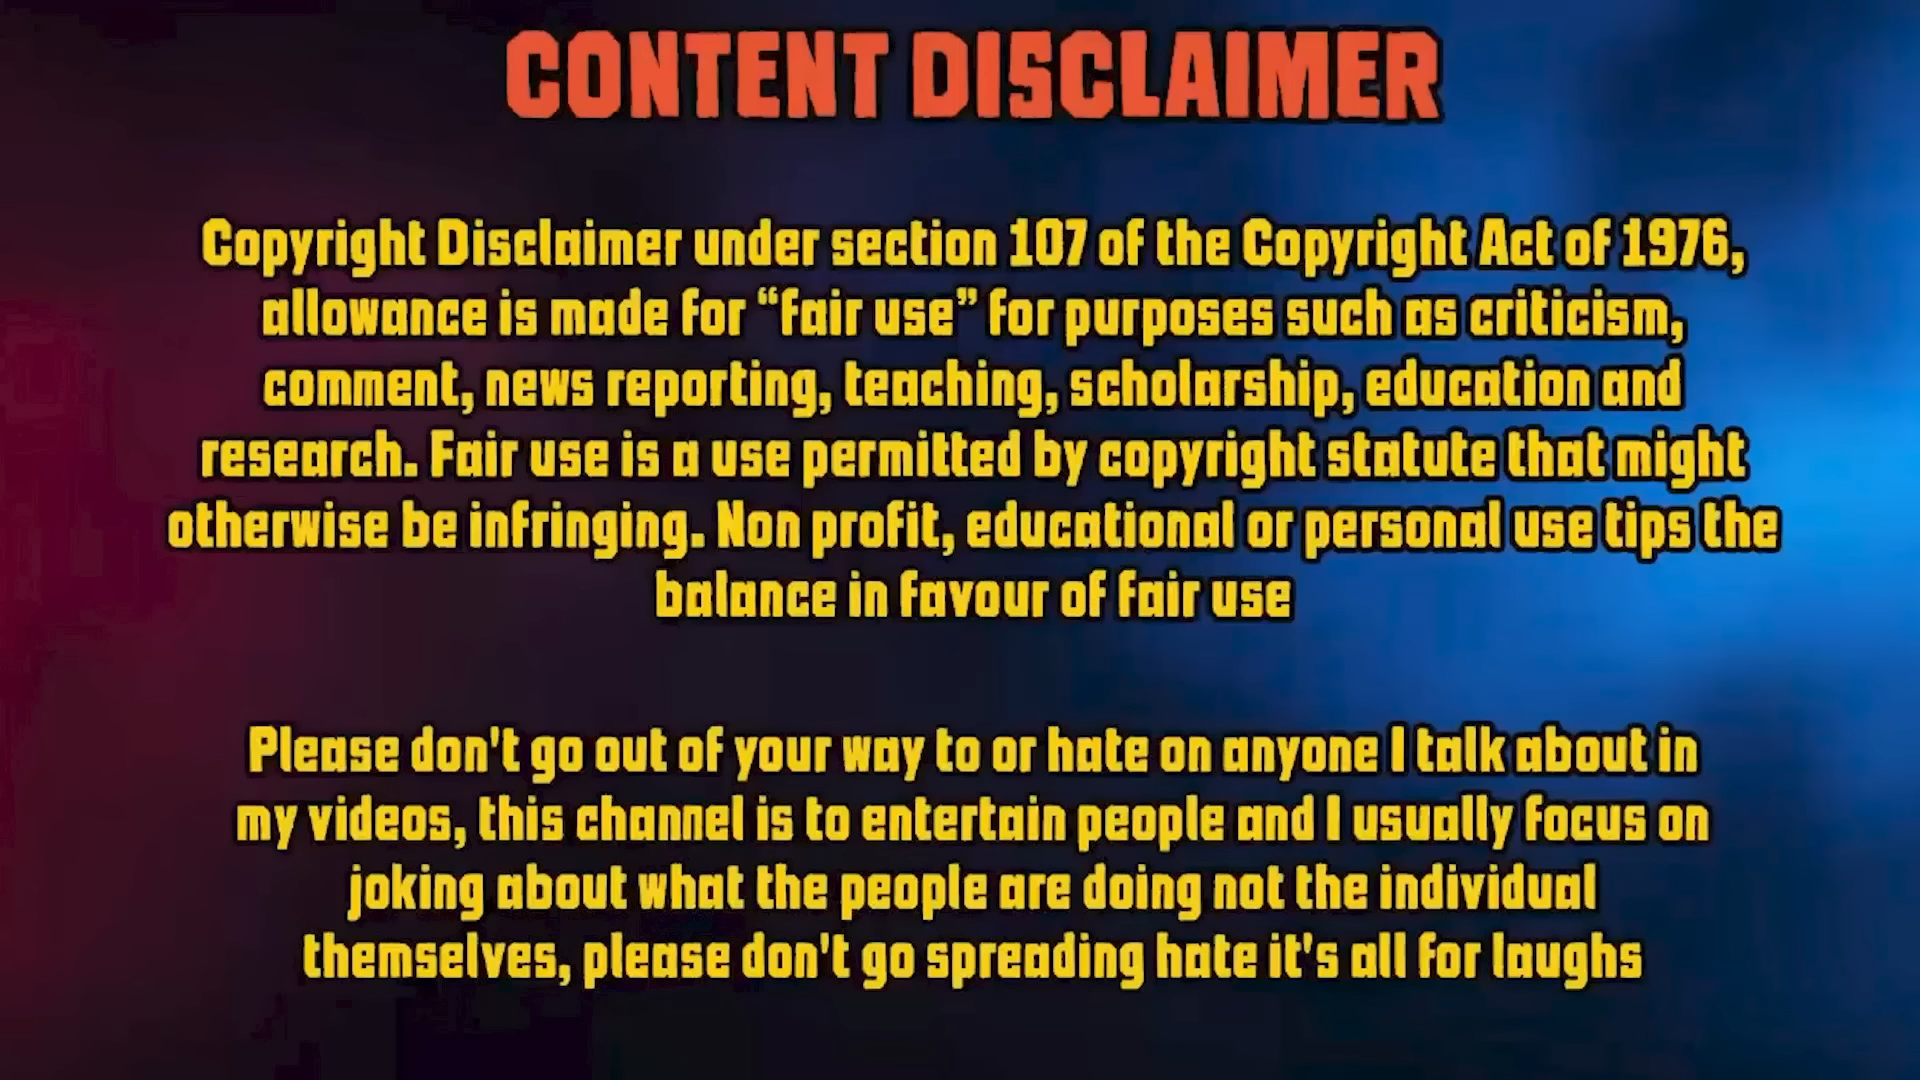 CONTENT DISCLAIMER
Copyright Disclaimer under section 107 of the Copyright Act of 1976,
allowance is made for “fair use” for purposes such as criticism,
comment, news reporting, teaching, scholarship, education and
research. Fair use is a use permitted by copyright statute that might
otherwise be infringing. Non profit, educational or personal use tips the
balance in favour of fair use
Please don't go out of your way to or hate on anyone I talk about in
my videos, this channel is to entertain people and I usually focus on
joking about what the people are doing not the individual
themselves, please don't go spreading hate it's all for laughs